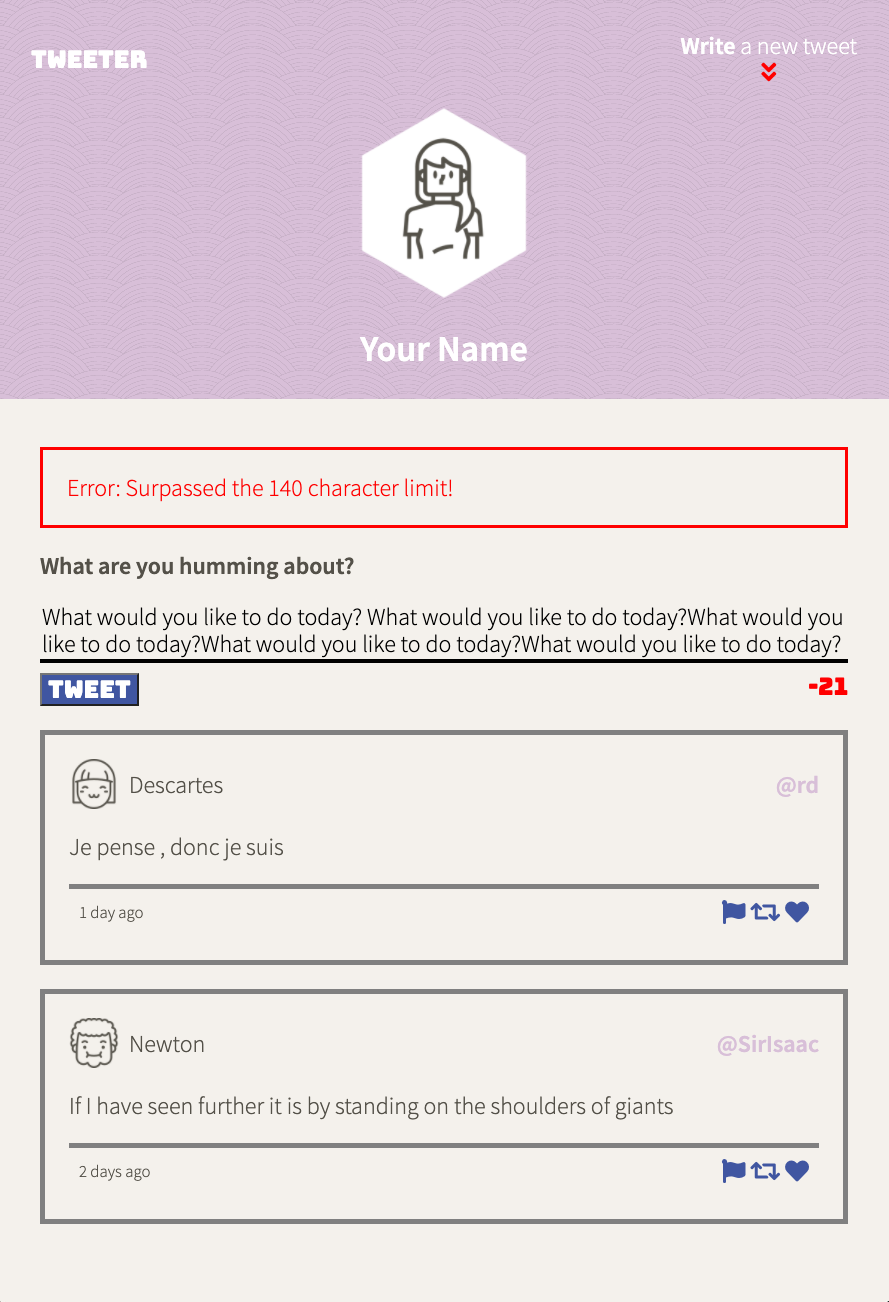 TWEETER
Write a new tweet
Your Name
Error: Surpassed the 140 character limit!
What are you humming about?
What would you like to do today? What would you like to do today?What would you
like to do today?What would you like to do today?What would you like to do today?
TWEET
-21
Descartes
@rd
Je pense , donc je suis
1 day ago
Newton
@SirIsaac
If I have seen further it is by standing on the shoulders of giants
2 days ago